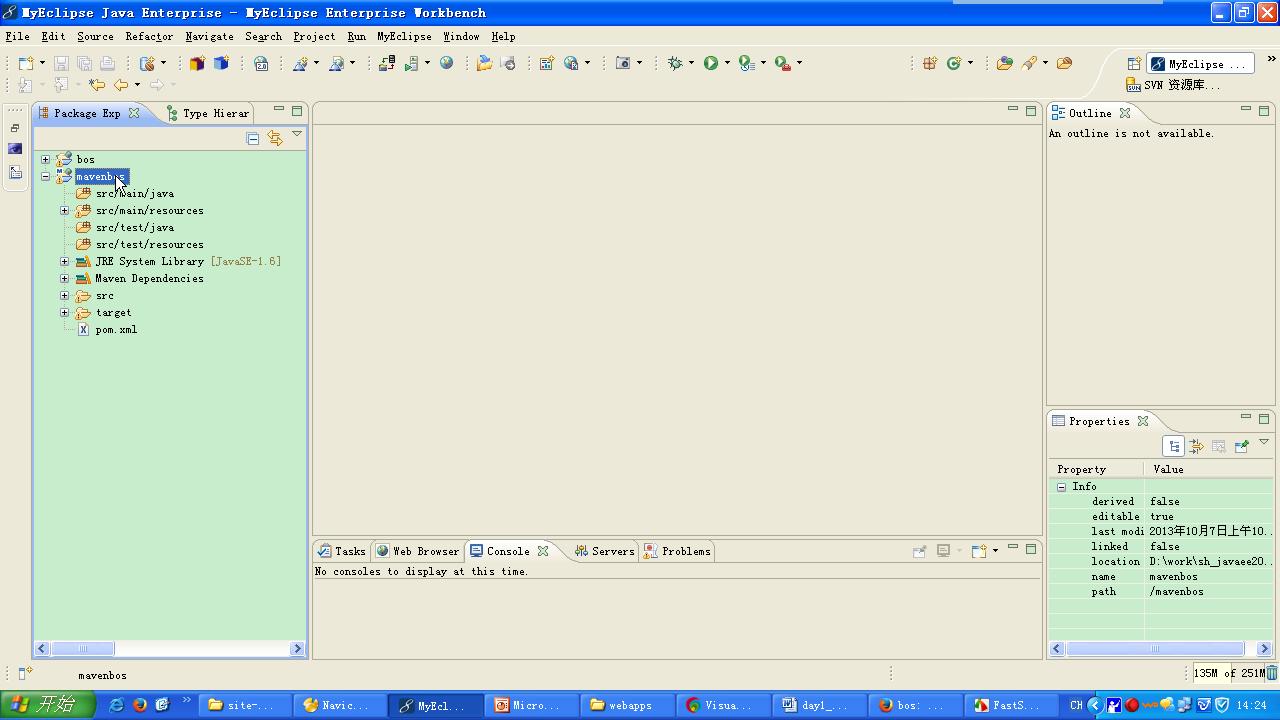 MyEclipse Java Enterprise - MyEclipse Enterprise Workbench
File Edit Source Refactor Navigate Search Project Run MyEclipse Window Help
MyEclipse ...
SVN 资源库...
Package Exp
Type Hierar
bos
mavenbos
src/main/java
src/main/resources
src/test/java
src/test/resources
JRE System Library [JavaSE-1.6]
Maven Dependencies
src
target
pom.xml
Outline
An outline is not available.
Properties
Property Value
Info
derived false
editable true
last modi 2013年10月7日上午10...
linked false
location D:\work\sh_javaee20...
name mavenbos
path /mavenbos
Tasks Web Browser Console Servers Problems
No consoles to display at this time.
mavenbos
135M of 251M
开始
site-...
Navic...
MyEcl...
Micro...
webapps
Visua...
day1_...
bos: ...
FastS...
CH
14:24